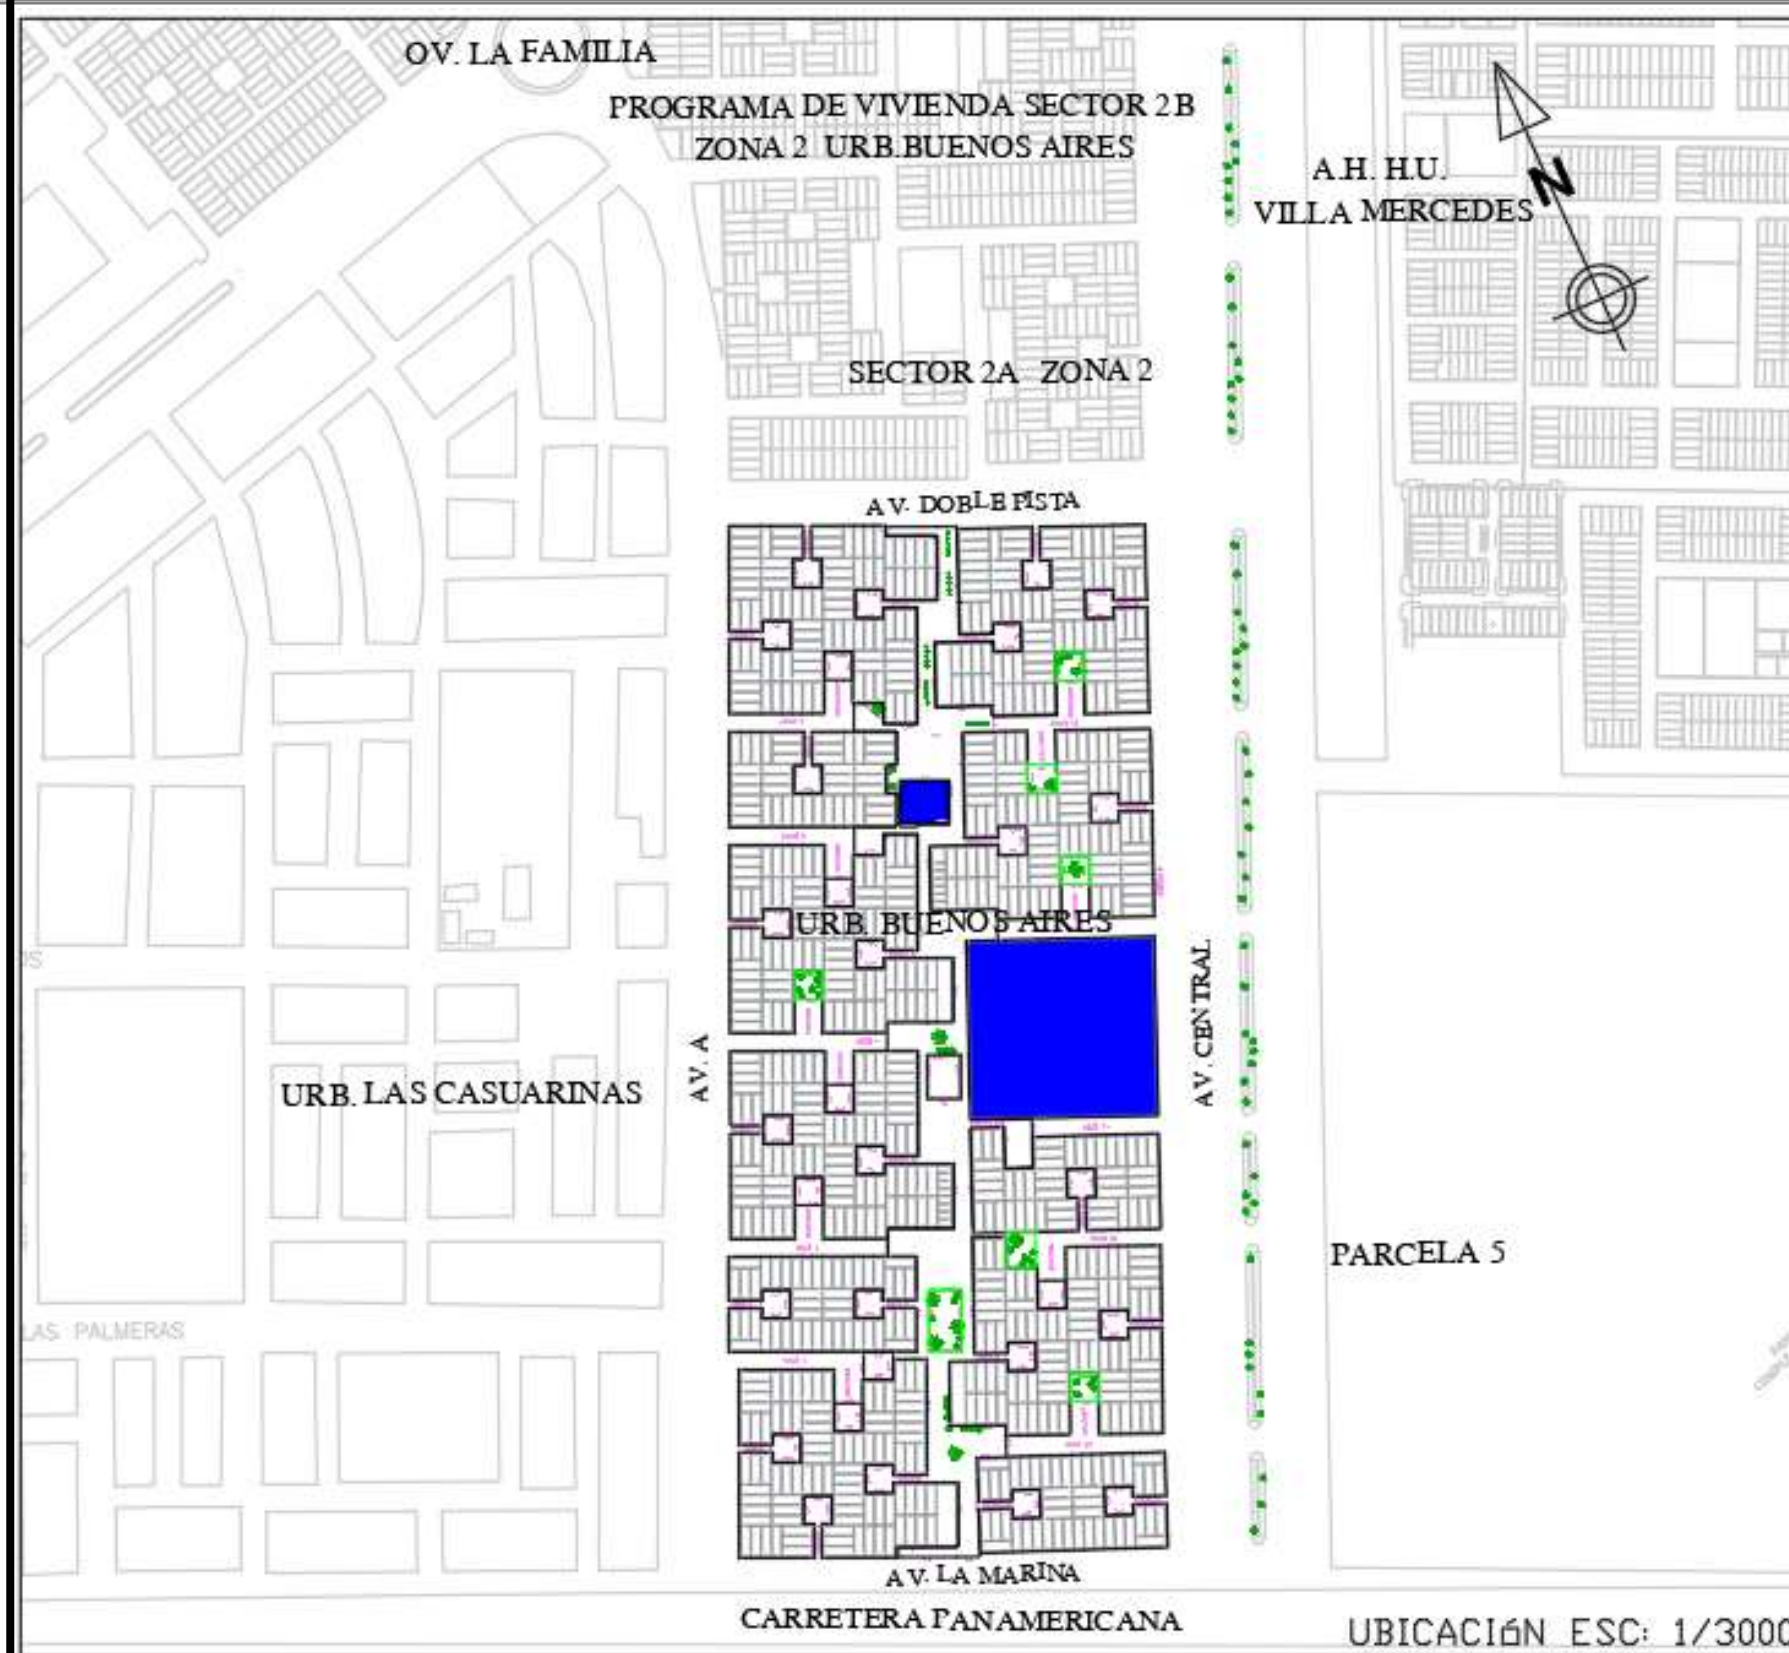 OV. LA FAMILIA
PROGRAMA DE VIVIENDA SECTOR 2B
ZONA 2 URB.BUENOS AIRES
A.H. H.U.
VILLA MERCEDES
N
SECTOR 2A ZONA 2
AV. DOBLE PISTA
URB. BUENOS AIRES
AV. CENTRAL
AV. A
URB. LAS CASUARINAS
PARCELA 5
LAS PALMERAS
AV. LA MARINA
CARRETERA PANAMERICANA
UBICACIóN ESC: 1/3000